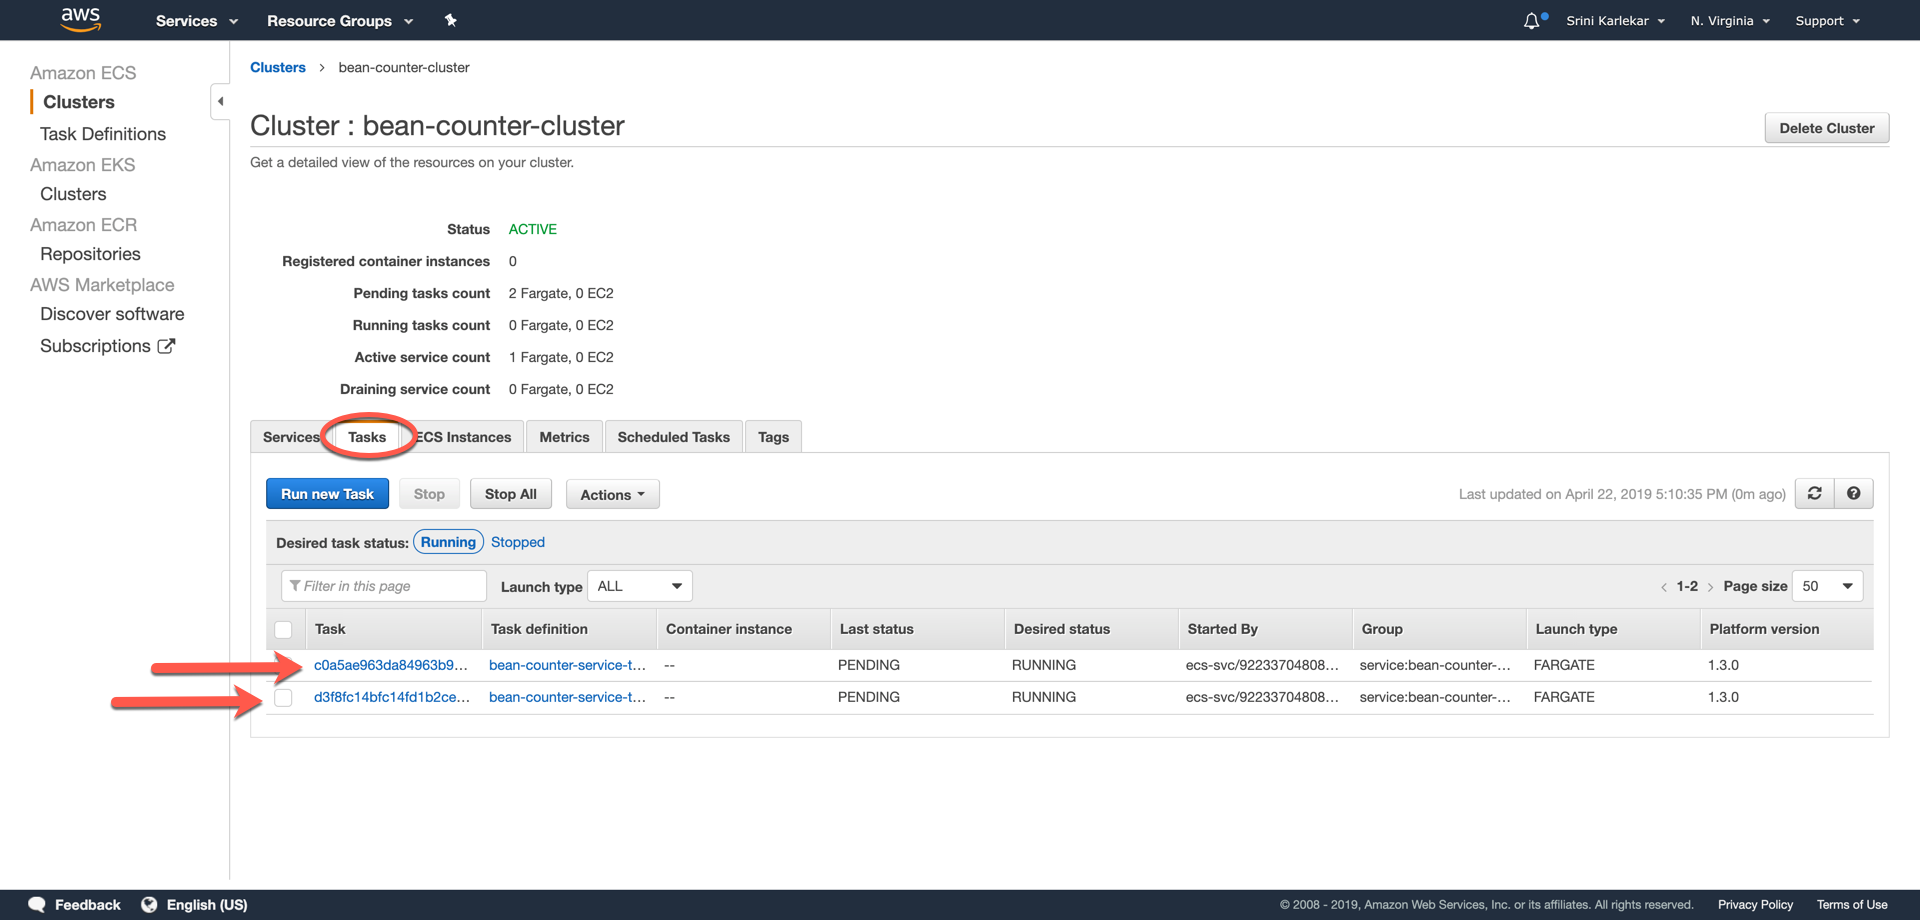 aws Services Resource Groups Srini Karlekar N. Virginia Support
Amazon ECS
Clusters
Task Definitions
Amazon EKS
Clusters
Amazon ECR
Repositories
AWS Marketplace
Discover software
Subscriptions
Clusters > bean-counter-cluster
Cluster : bean-counter-cluster
Delete Cluster
Get a detailed view of the resources on your cluster.
Status ACTIVE
Registered container instances 0
Pending tasks count 2 Fargate, 0 EC2
Running tasks count 0 Fargate, 0 EC2
Active service count 1 Fargate, 0 EC2
Draining service count 0 Fargate, 0 EC2
Services Tasks ECS Instances Metrics Scheduled Tasks Tags
Run new Task Stop Stop All Actions Last updated on April 22, 2019 5:10:35 PM (0m ago)
Desired task status: Running Stopped
Filter in this page Launch type ALL < 1-2 > Page size 50
Task Task definition Container instance Last status Desired status Started By Group Launch type Platform version
c0a5ae963da84963b9... bean-counter-service-t... -- PENDING RUNNING ecs-svc/92233704808... service:bean-counter-... FARGATE 1.3.0
d3f8fc14bfc14fd1b2ce... bean-counter-service-t... -- PENDING RUNNING ecs-svc/92233704808... service:bean-counter-... FARGATE 1.3.0
Feedback English (US) © 2008 - 2019, Amazon Web Services, Inc. or its affiliates. All rights reserved. Privacy Policy Terms of Use